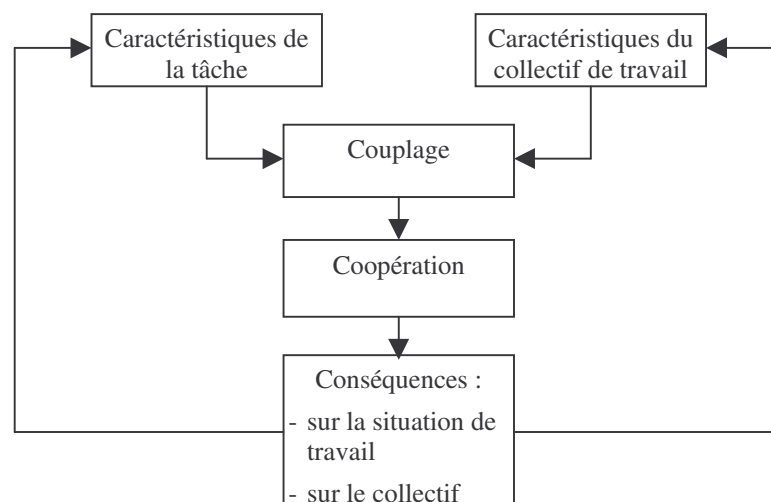 Caractéristiques de
la tâche
Caractéristiques du
collectif de travail
Couplage
Coopération
Conséquences :
- sur la situation de
travail
- sur le collectif